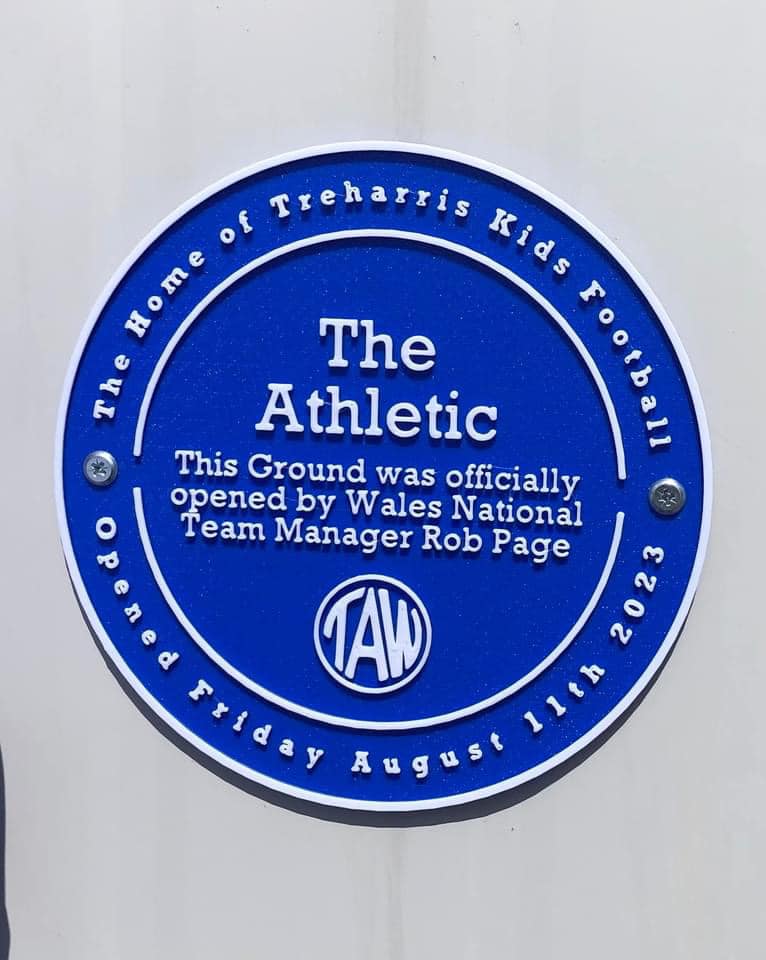 The Home of Treharris Kids Football
The
Athletic
This Ground was officially
opened by Wales National
Team Manager Rob Page
TAW
Opened Friday August 11th 2023